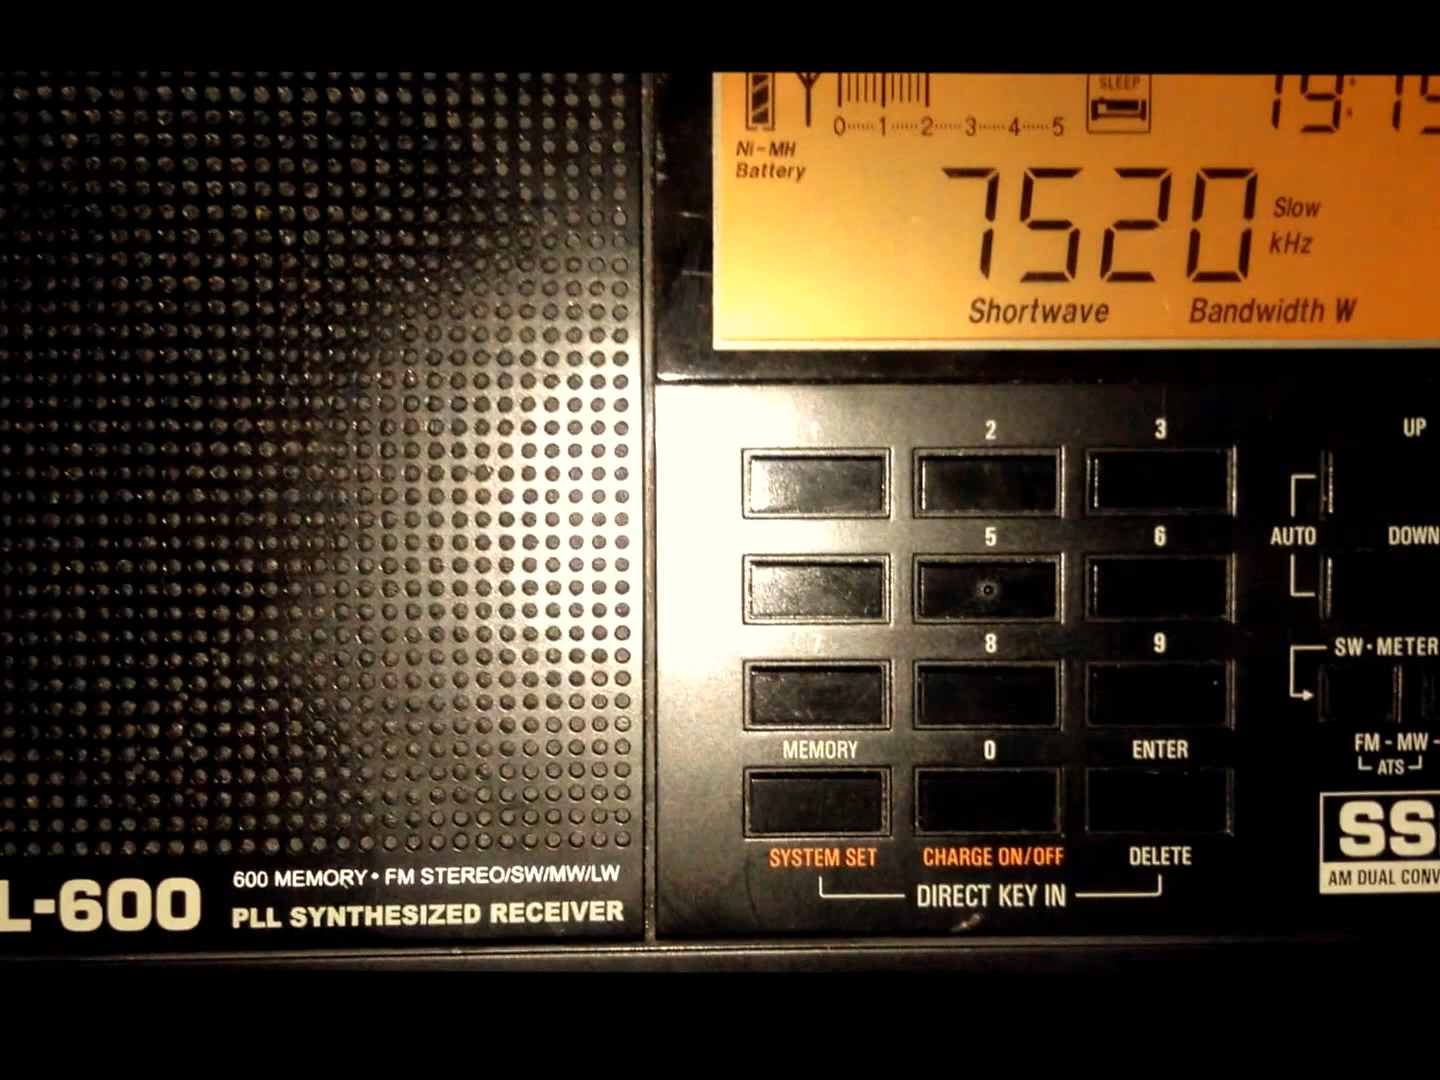 SLEEP
0 1 2 3 4 5
Ni-MH
Battery
7520
Slow
kHz
Shortwave
Bandwidth W
1 2 3
UP
5 6
AUTO
DOWN
7 8 9
SW·METER
MEMORY 0 ENTER
FM - MW -
ATS
SYSTEM SET CHARGE ON/OFF DELETE
DIRECT KEY IN
AM DUAL CONV
L-600
600 MEMORY • FM STEREO/SW/MW/LW
PLL SYNTHESIZED RECEIVER